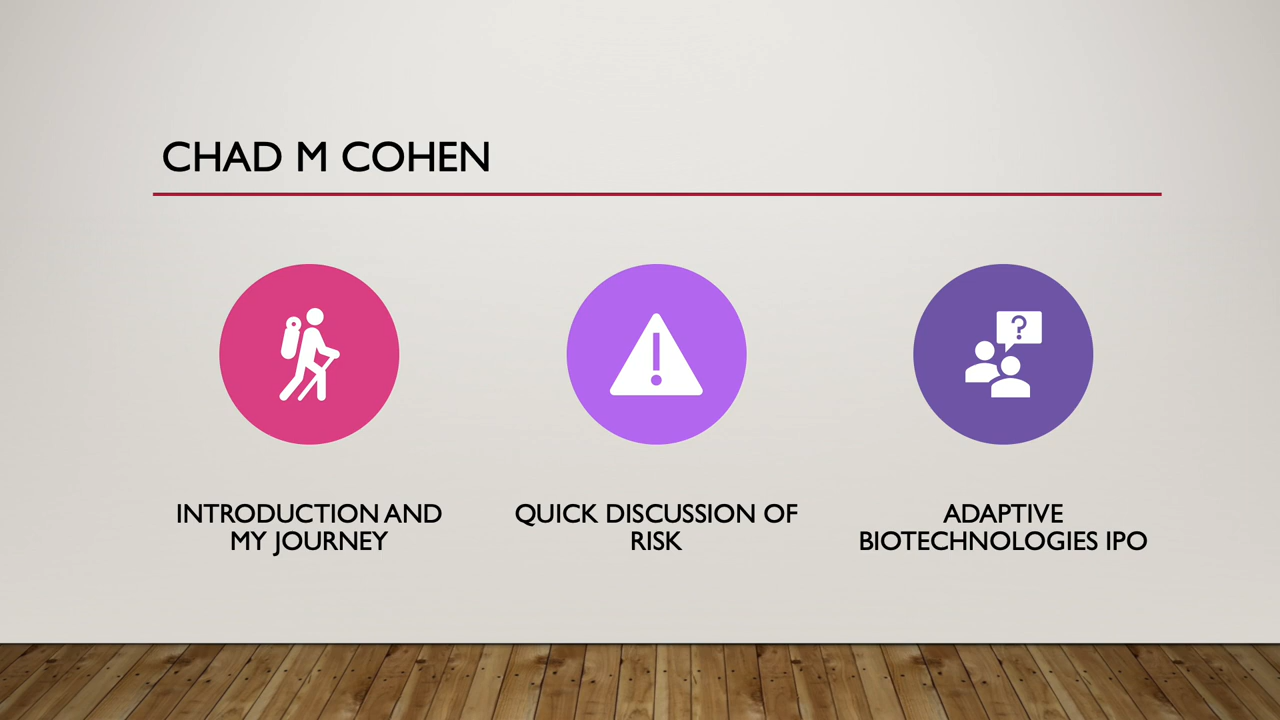 CHAD M COHEN
?
INTRODUCTION AND
MY JOURNEY
QUICK DISCUSSION OF
RISK
ADAPTIVE
BIOTECHNOLOGIES IPO